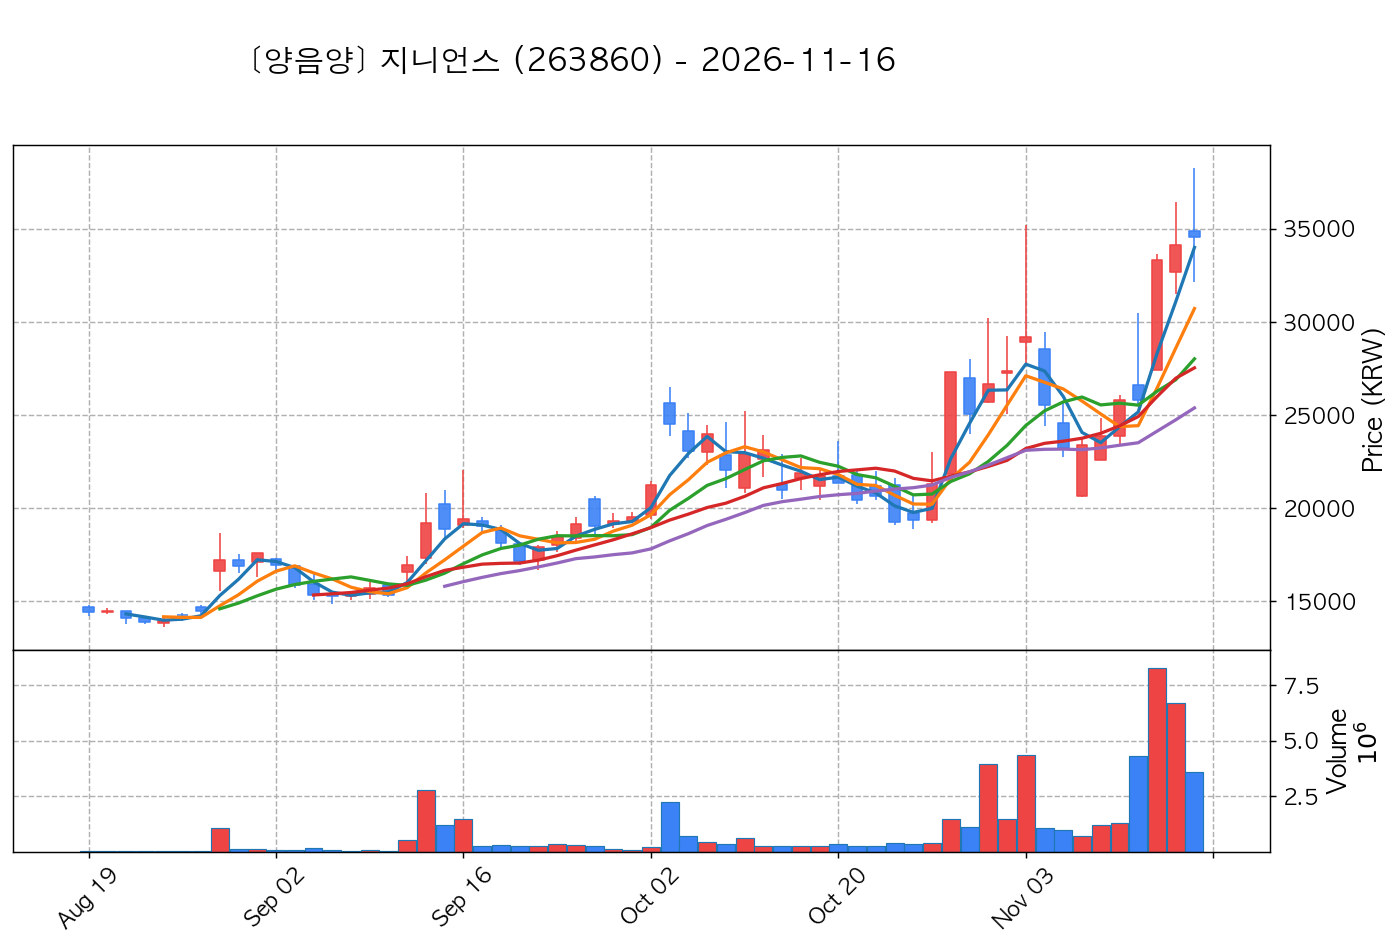 〔양음양〕 지니언스 (263860) - 2026-11-16
35000
30000
25000
20000
15000
Price (KRW)
7.5
5.0
2.5
Volume
10⁶
Aug 19
Sep 02
Sep 16
Oct 02
Oct 20
Nov 03